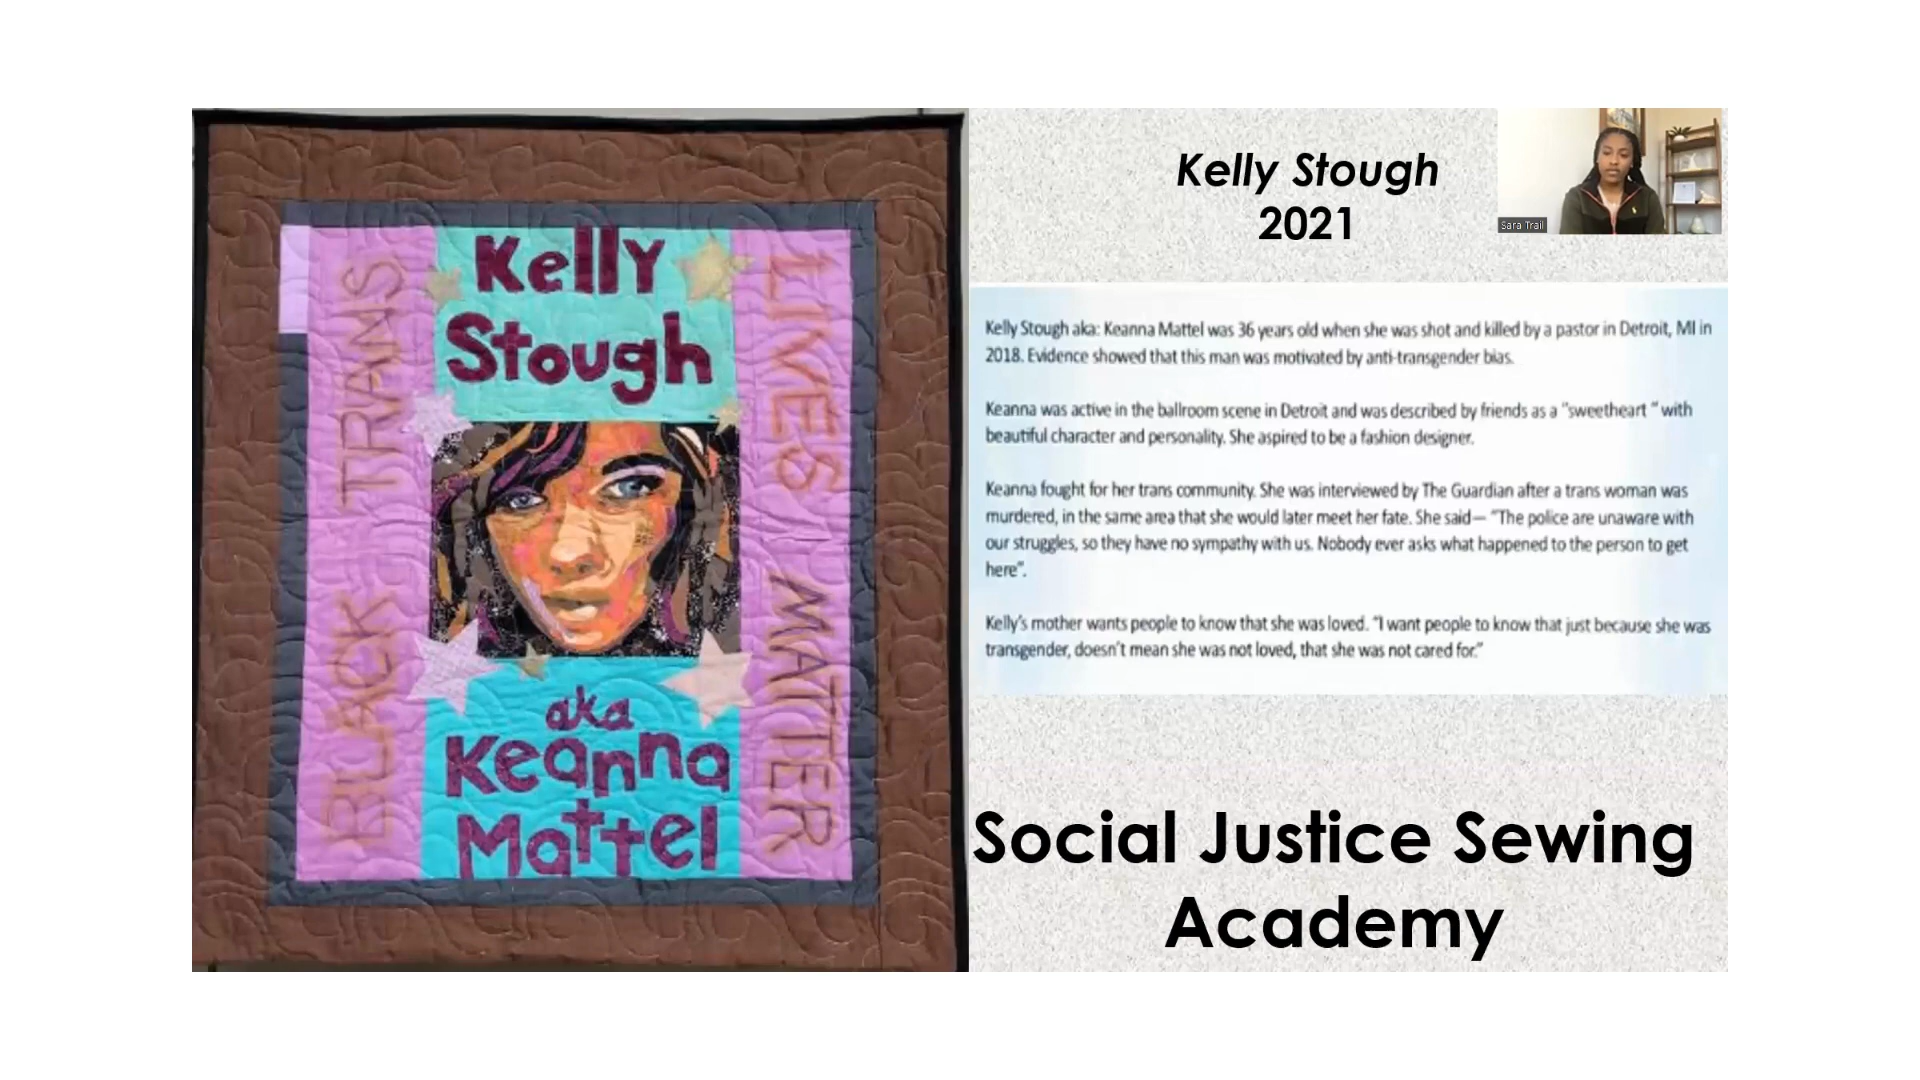 Kelly
Stough
BLACK TRANS
LIVES MATTER
aka
Keanna
Mattel
Kelly Stough
2021
Sara Trail
Kelly Stough aka: Keanna Mattel was 36 years old when she was shot and killed by a pastor in Detroit, MI in
2018. Evidence showed that this man was motivated by anti-transgender bias.
Keanna was active in the ballroom scene in Detroit and was described by friends as a "sweetheart " with
beautiful character and personality. She aspired to be a fashion designer.
Keanna fought for her trans community. She was interviewed by The Guardian after a trans woman was
murdered, in the same area that she would later meet her fate. She said— "The police are unaware with
our struggles, so they have no sympathy with us. Nobody ever asks what happened to the person to get
here".
Kelly's mother wants people to know that she was loved. "I want people to know that just because she was
transgender, doesn't mean she was not loved, that she was not cared for."
Social Justice Sewing
Academy